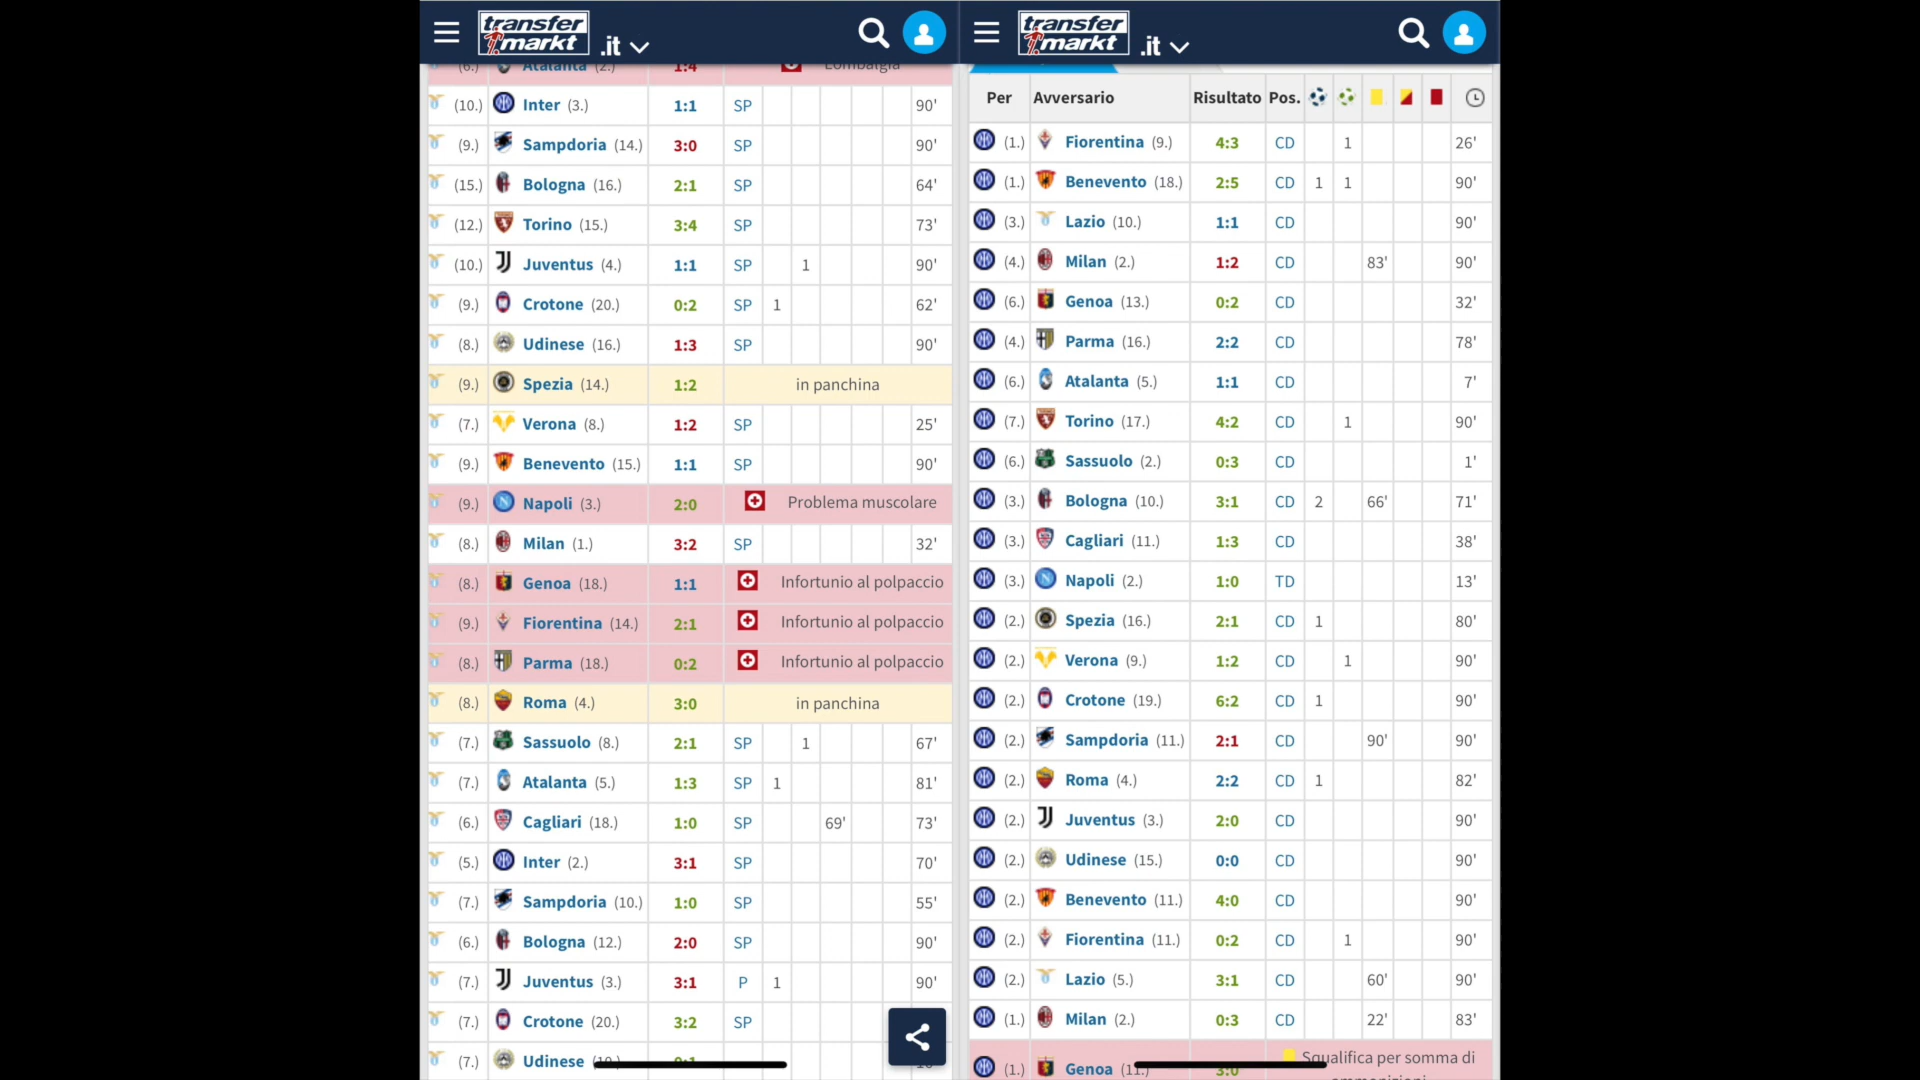 transfer
markt .it
(6.) Atalanta (2.) 1:4 Lombalgia
(10.) Inter (3.) 1:1 SP 90'
(9.) Sampdoria (14.) 3:0 SP 90'
(15.) Bologna (16.) 2:1 SP 64'
(12.) Torino (15.) 3:4 SP 73'
(10.) Juventus (4.) 1:1 SP 1 90'
(9.) Crotone (20.) 0:2 SP 1 62'
(8.) Udinese (16.) 1:3 SP 90'
(9.) Spezia (14.) 1:2 in panchina
(7.) Verona (8.) 1:2 SP 25'
(9.) Benevento (15.) 1:1 SP 90'
(9.) Napoli (3.) 2:0 Problema muscolare
(8.) Milan (1.) 3:2 SP 32'
(8.) Genoa (18.) 1:1 Infortunio al polpaccio
(9.) Fiorentina (14.) 2:1 Infortunio al polpaccio
(8.) Parma (18.) 0:2 Infortunio al polpaccio
(8.) Roma (4.) 3:0 in panchina
(7.) Sassuolo (8.) 2:1 SP 1 67'
(7.) Atalanta (5.) 1:3 SP 1 81'
(6.) Cagliari (18.) 1:0 SP 69' 73'
(5.) Inter (2.) 3:1 SP 70'
(7.) Sampdoria (10.) 1:0 SP 55'
(6.) Bologna (12.) 2:0 SP 90'
(7.) Juventus (3.) 3:1 P 1 90'
(7.) Crotone (20.) 3:2 SP
(7.) Udinese
transfer
markt .it
Per Avversario Risultato Pos.
(1.) Fiorentina (9.) 4:3 CD 1 26'
(1.) Benevento (18.) 2:5 CD 1 1 90'
(3.) Lazio (10.) 1:1 CD 90'
(4.) Milan (2.) 1:2 CD 83' 90'
(6.) Genoa (13.) 0:2 CD 32'
(4.) Parma (16.) 2:2 CD 78'
(6.) Atalanta (5.) 1:1 CD 7'
(7.) Torino (17.) 4:2 CD 1 90'
(6.) Sassuolo (2.) 0:3 CD 1'
(3.) Bologna (10.) 3:1 CD 2 66' 71'
(3.) Cagliari (11.) 1:3 CD 38'
(3.) Napoli (2.) 1:0 TD 13'
(2.) Spezia (16.) 2:1 CD 1 80'
(2.) Verona (9.) 1:2 CD 1 90'
(2.) Crotone (19.) 6:2 CD 1 90'
(2.) Sampdoria (11.) 2:1 CD 90' 90'
(2.) Roma (4.) 2:2 CD 1 82'
(2.) Juventus (3.) 2:0 CD 90'
(2.) Udinese (15.) 0:0 CD 90'
(2.) Benevento (11.) 4:0 CD 90'
(2.) Fiorentina (11.) 0:2 CD 1 90'
(2.) Lazio (5.) 3:1 CD 60' 90'
(1.) Milan (2.) 0:3 CD 22' 83'
(1.) Genoa (11.) 3:0 Squalifica per somma di
ammonizioni